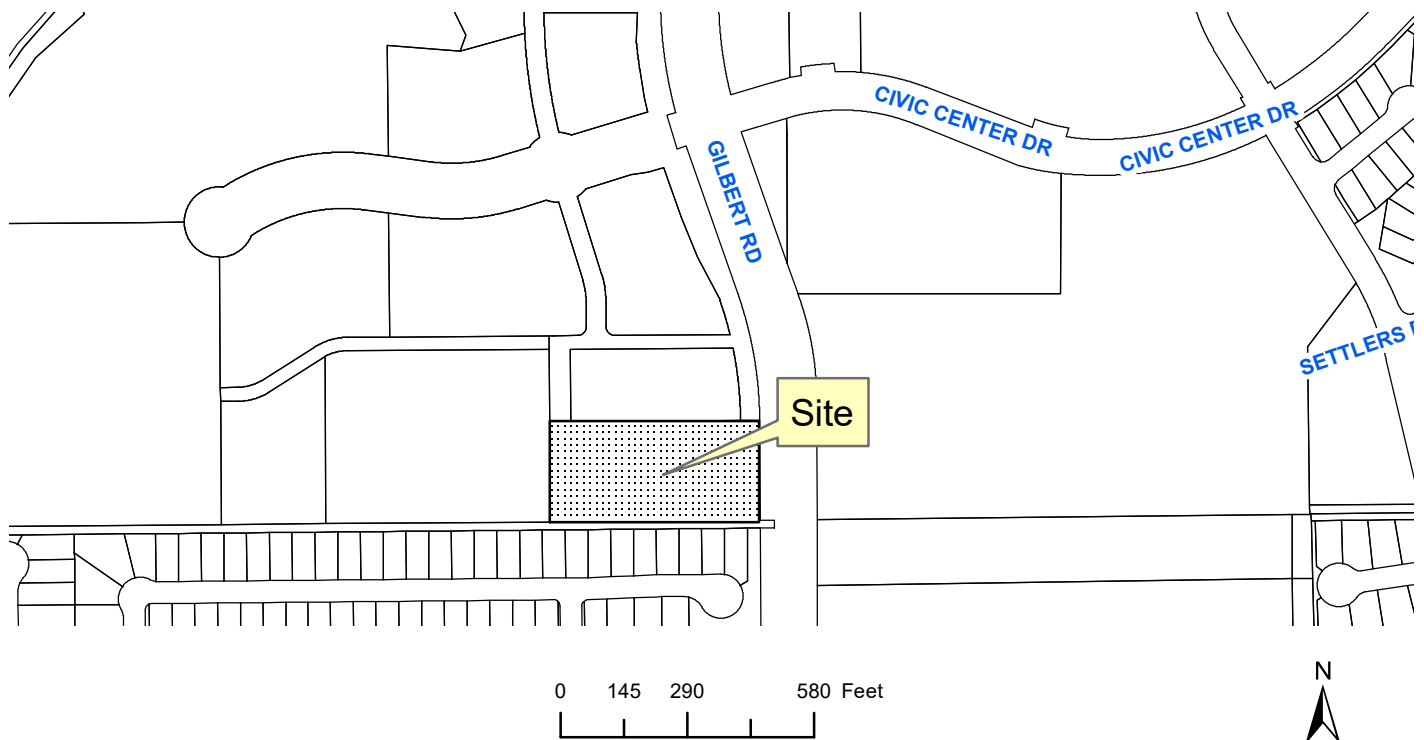 CIVIC CENTER DR
CIVIC CENTER DR
GILBERT RD
SETTLERS
Site
0 145 290 580 Feet
N